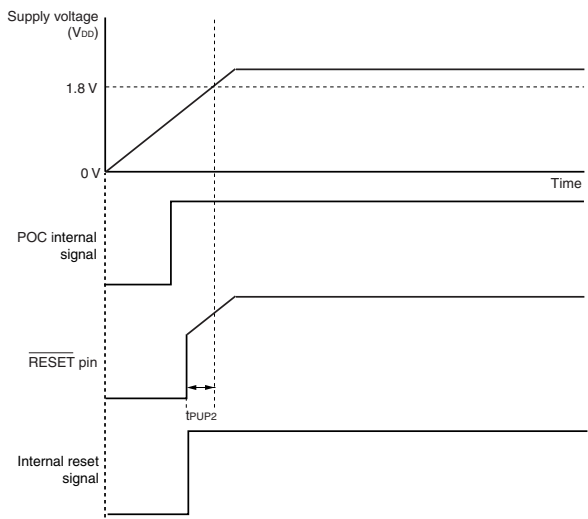 Supply voltage
(VDD)
1.8 V
0 V
Time
POC internal
signal
RESET pin
tPUP2
Internal reset
signal